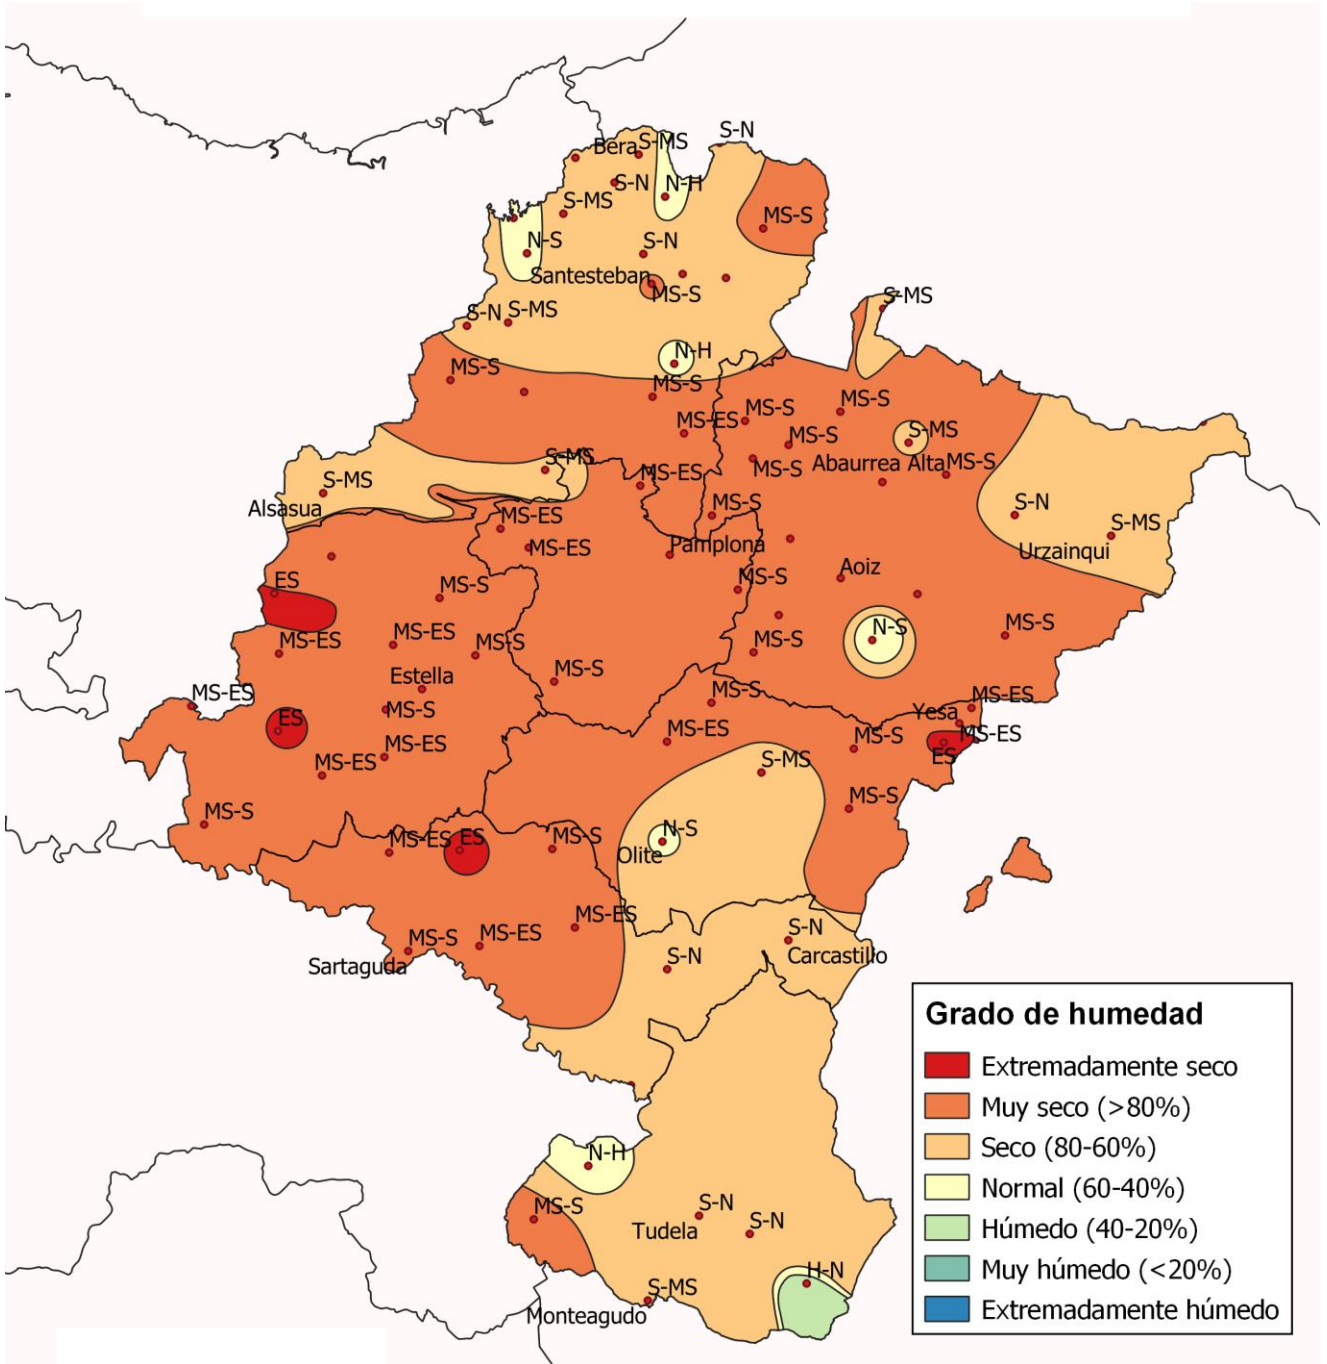 S-N
Bera S-MS
S-N
N-H
S-MS
MS-S
N-S
S-N
Santesteban
MS-S
S-MS
S-N
S-MS
N-H
MS-S
MS-S
MS-S
MS-S
MS-ES
MS-S
S-MS
S-MS
MS-S
Abaurrea Alta
MS-S
S-MS
MS-ES
Alsasua
MS-S
S-N
MS-ES
S-MS
MS-ES
Pamplona
Urzainqui
Aoiz
ES
MS-S
MS-S
MS-ES
MS-ES
MS-S
MS-S
N-S
MS-S
Estella
MS-S
MS-S
MS-ES
MS-ES
MS-S
Yesa
ES
MS-ES
MS-ES
MS-S
ES
MS-ES
MS-ES
S-MS
MS-S
MS-S
N-S
MS-ES
ES
MS-S
Olite
MS-ES
MS-S
MS-ES
S-N
Carcastillo
Sartaguda
S-N
N-H
MS-S
S-N
Tudela
S-N
H-N
S-MS
Monteagudo
Grado de humedad
Extremadamente seco
Muy seco (>80%)
Seco (80-60%)
Normal (60-40%)
Húmedo (40-20%)
Muy húmedo (<20%)
Extremadamente húmedo